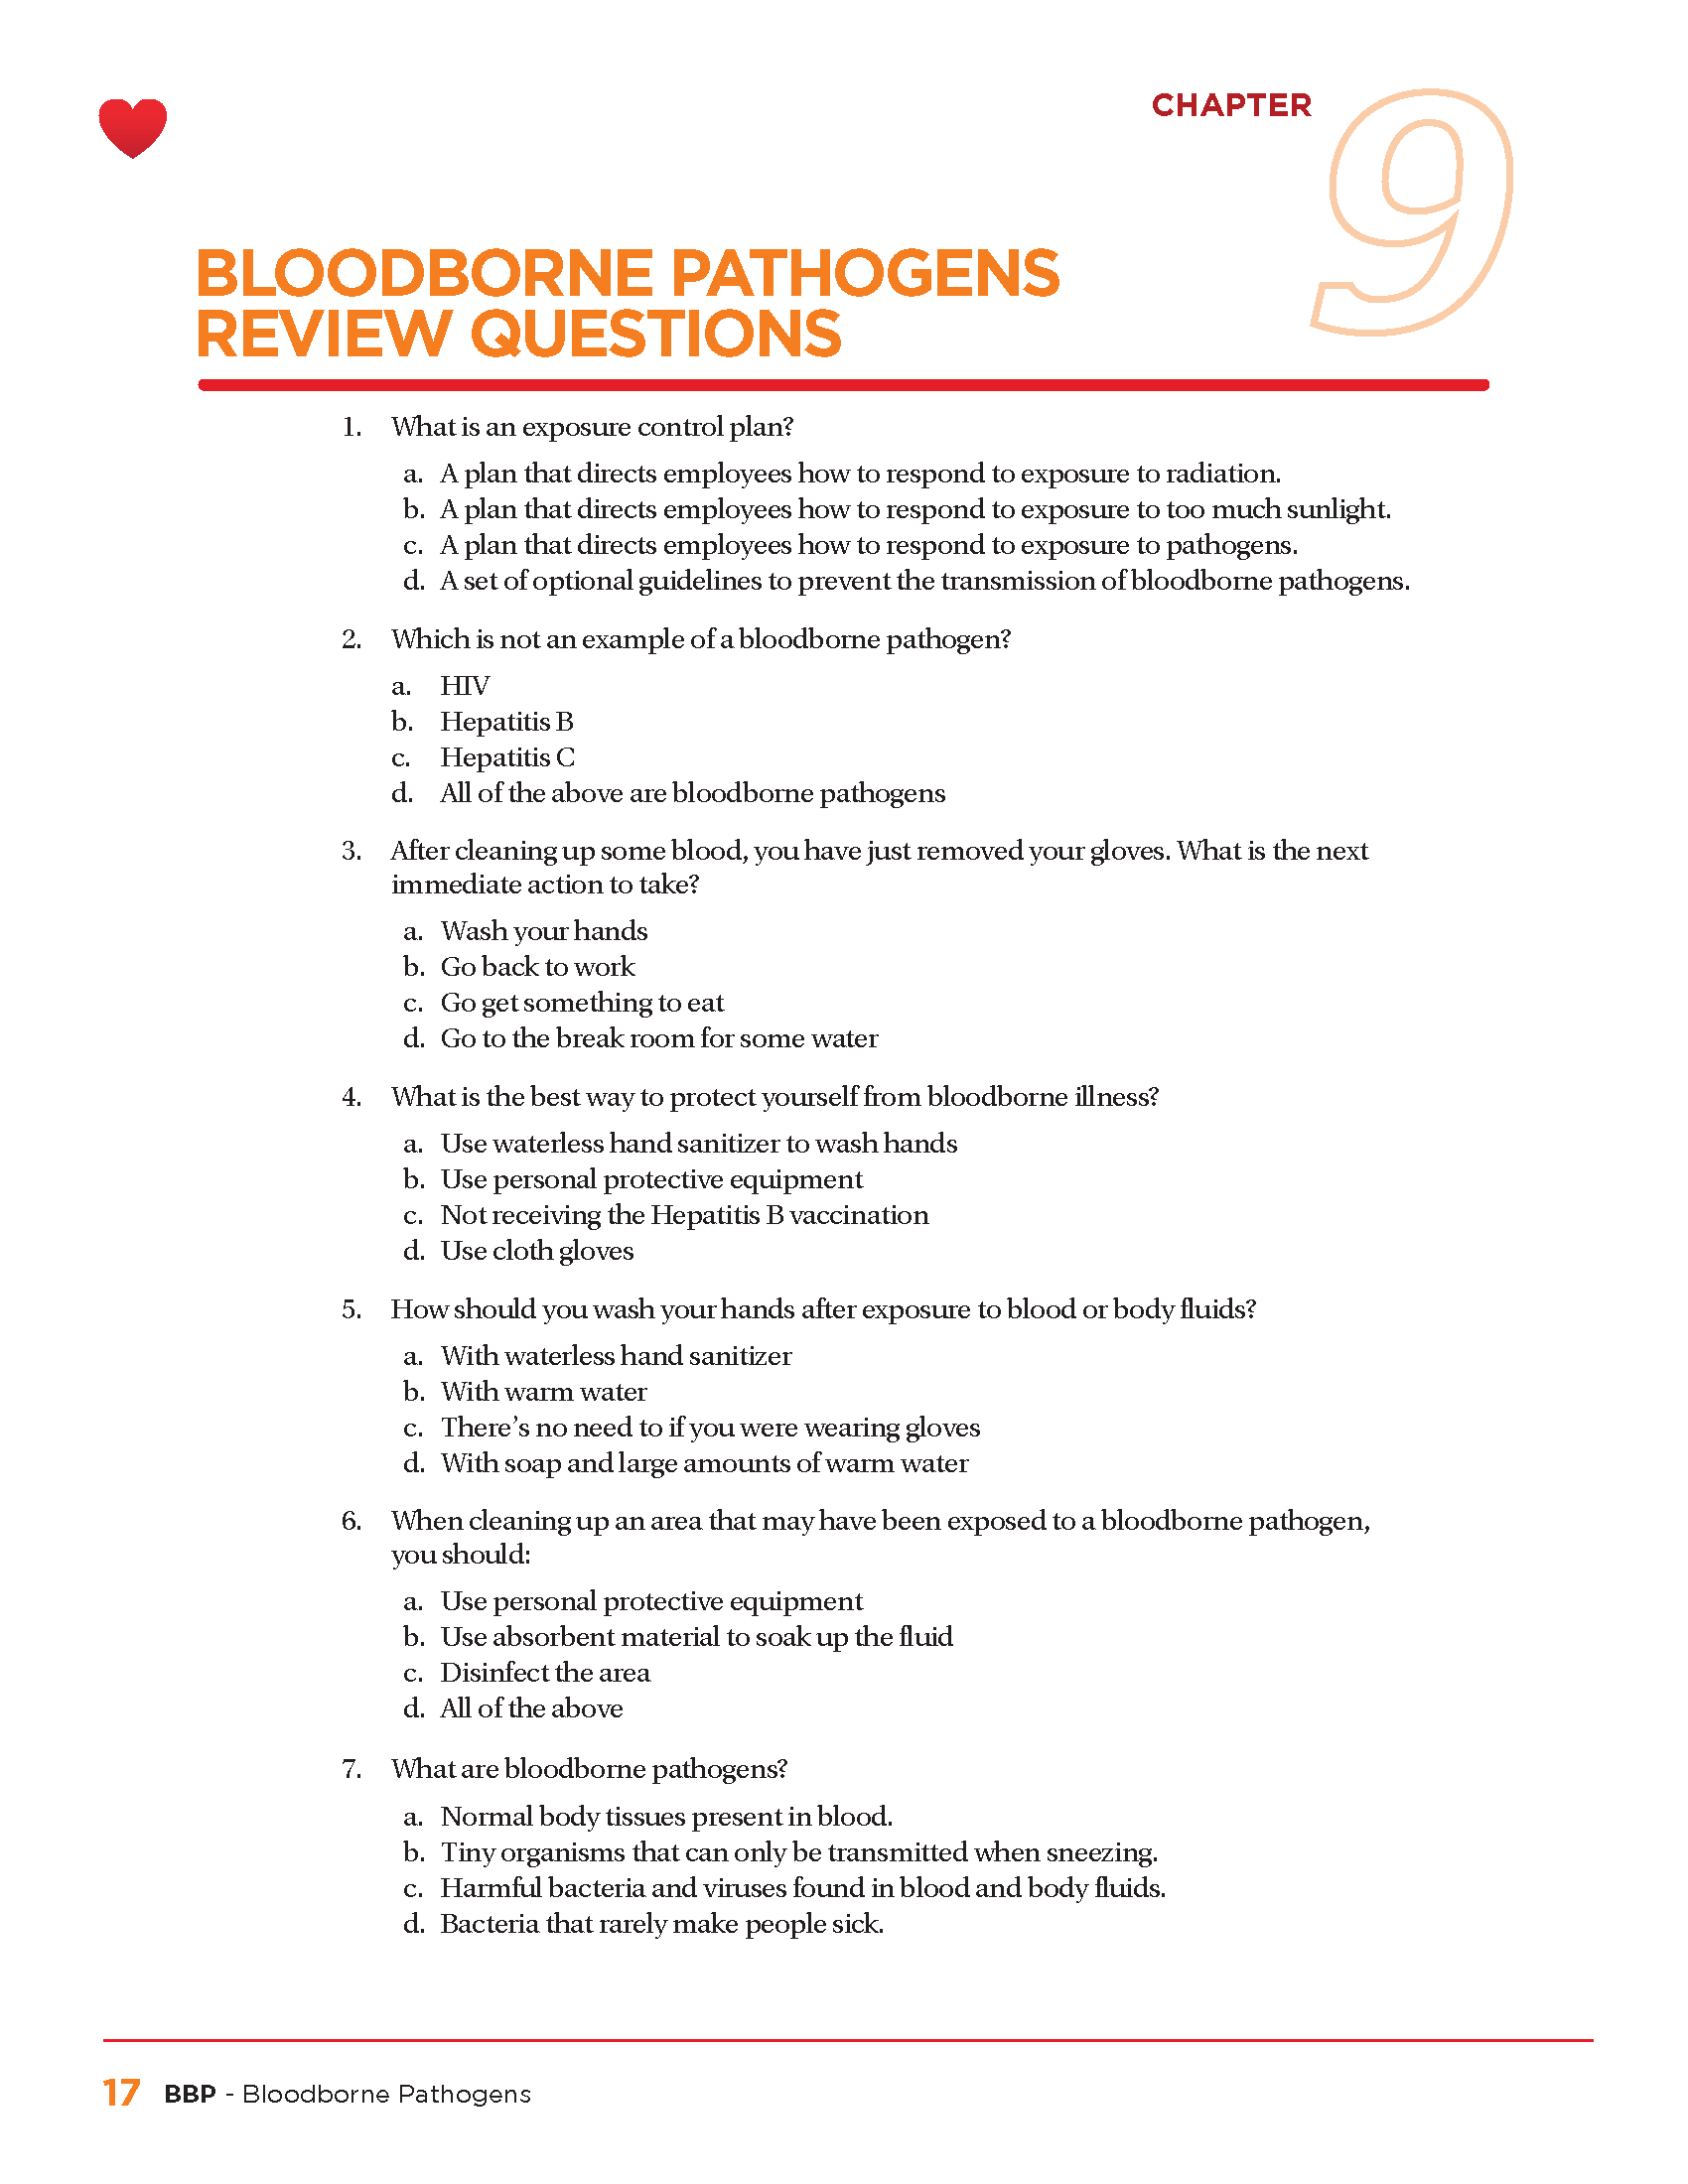 CHAPTER
9
BLOODBORNE PATHOGENS
REVIEW QUESTIONS
1. What is an exposure control plan?
a. A plan that directs employees how to respond to exposure to radiation.
b. A plan that directs employees how to respond to exposure to too much sunlight.
c. A plan that directs employees how to respond to exposure to pathogens.
d. A set of optional guidelines to prevent the transmission of bloodborne pathogens.
2. Which is not an example of a bloodborne pathogen?
a. HIV
b. Hepatitis B
c. Hepatitis C
d. All of the above are bloodborne pathogens
3. After cleaning up some blood, you have just removed your gloves. What is the next
immediate action to take?
a. Wash your hands
b. Go back to work
c. Go get something to eat
d. Go to the break room for some water
4. What is the best way to protect yourself from bloodborne illness?
a. Use waterless hand sanitizer to wash hands
b. Use personal protective equipment
c. Not receiving the Hepatitis B vaccination
d. Use cloth gloves
5. How should you wash your hands after exposure to blood or body fluids?
a. With waterless hand sanitizer
b. With warm water
c. There’s no need to if you were wearing gloves
d. With soap and large amounts of warm water
6. When cleaning up an area that may have been exposed to a bloodborne pathogen,
you should:
a. Use personal protective equipment
b. Use absorbent material to soak up the fluid
c. Disinfect the area
d. All of the above
7. What are bloodborne pathogens?
a. Normal body tissues present in blood.
b. Tiny organisms that can only be transmitted when sneezing.
c. Harmful bacteria and viruses found in blood and body fluids.
d. Bacteria that rarely make people sick.
17 BBP - Bloodborne Pathogens